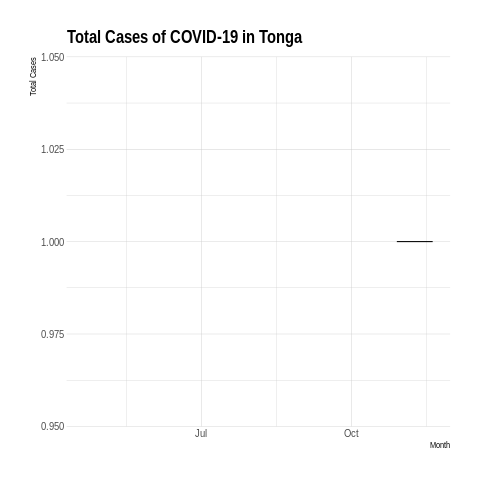 Total Cases of COVID-19 in Tonga
Total Cases
1.050
1.025
1.000
0.975
0.950
Jul
Oct
Month